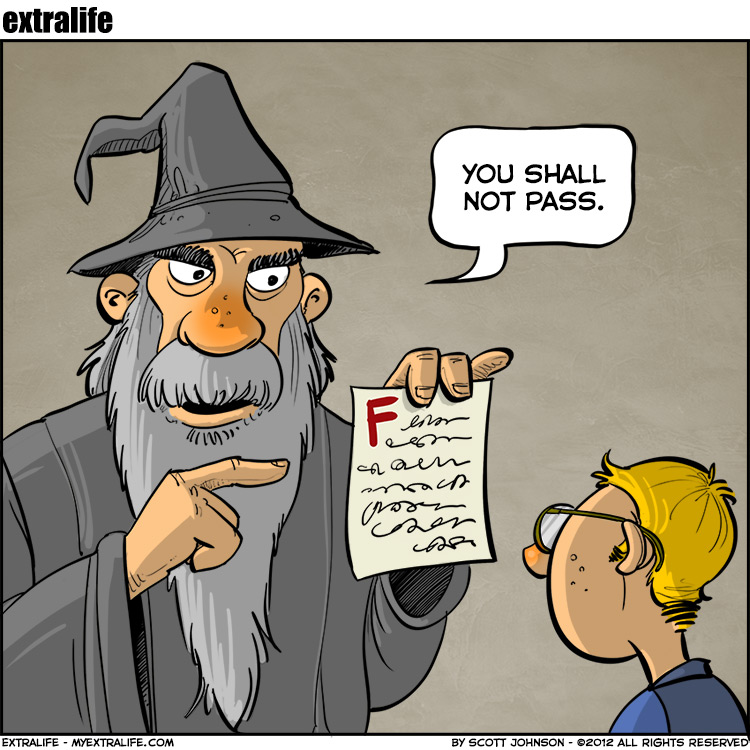 extralife
YOU SHALL
NOT PASS.
F
EXTRALIFE - MYEXTRALIFE.COM
BY SCOTT JOHNSON - ©2012 ALL RIGHTS RESERVED